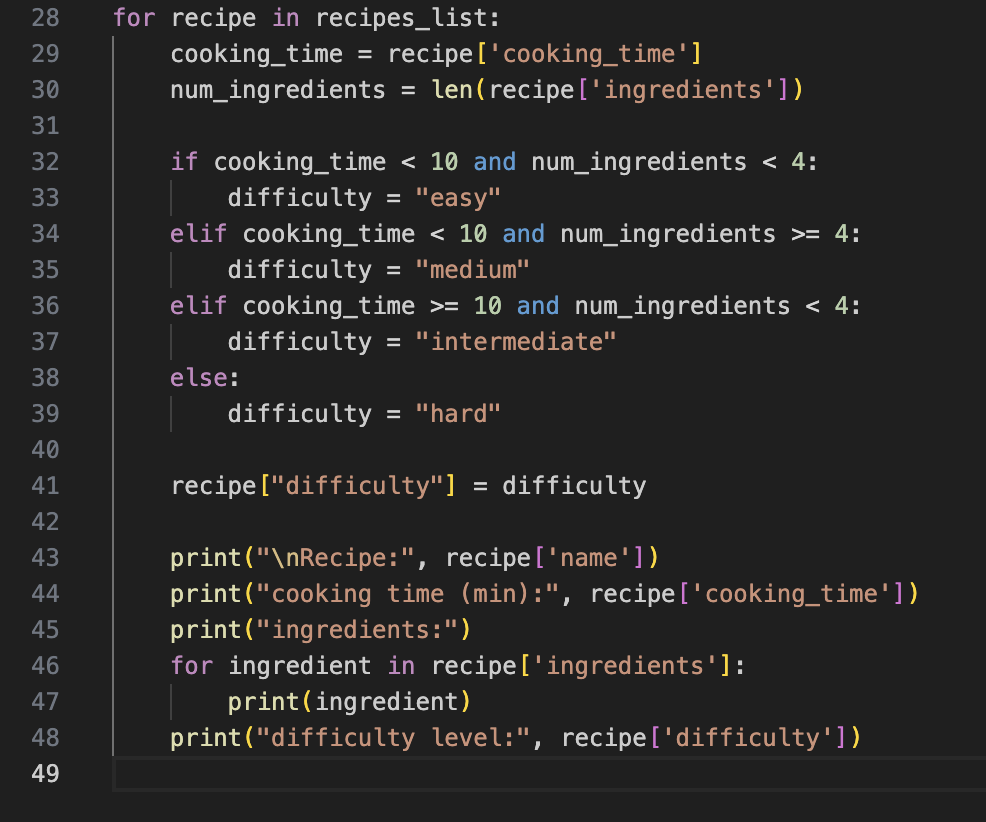 28 for recipe in recipes_list:
29     cooking_time = recipe['cooking_time']
30     num_ingredients = len(recipe['ingredients'])
31
32     if cooking_time < 10 and num_ingredients < 4:
33         difficulty = "easy"
34     elif cooking_time < 10 and num_ingredients >= 4:
35         difficulty = "medium"
36     elif cooking_time >= 10 and num_ingredients < 4:
37         difficulty = "intermediate"
38     else:
39         difficulty = "hard"
40
41     recipe["difficulty"] = difficulty
42
43     print("\nRecipe:", recipe['name'])
44     print("cooking time (min):", recipe['cooking_time'])
45     print("ingredients:")
46     for ingredient in recipe['ingredients']:
47         print(ingredient)
48     print("difficulty level:", recipe['difficulty'])
49